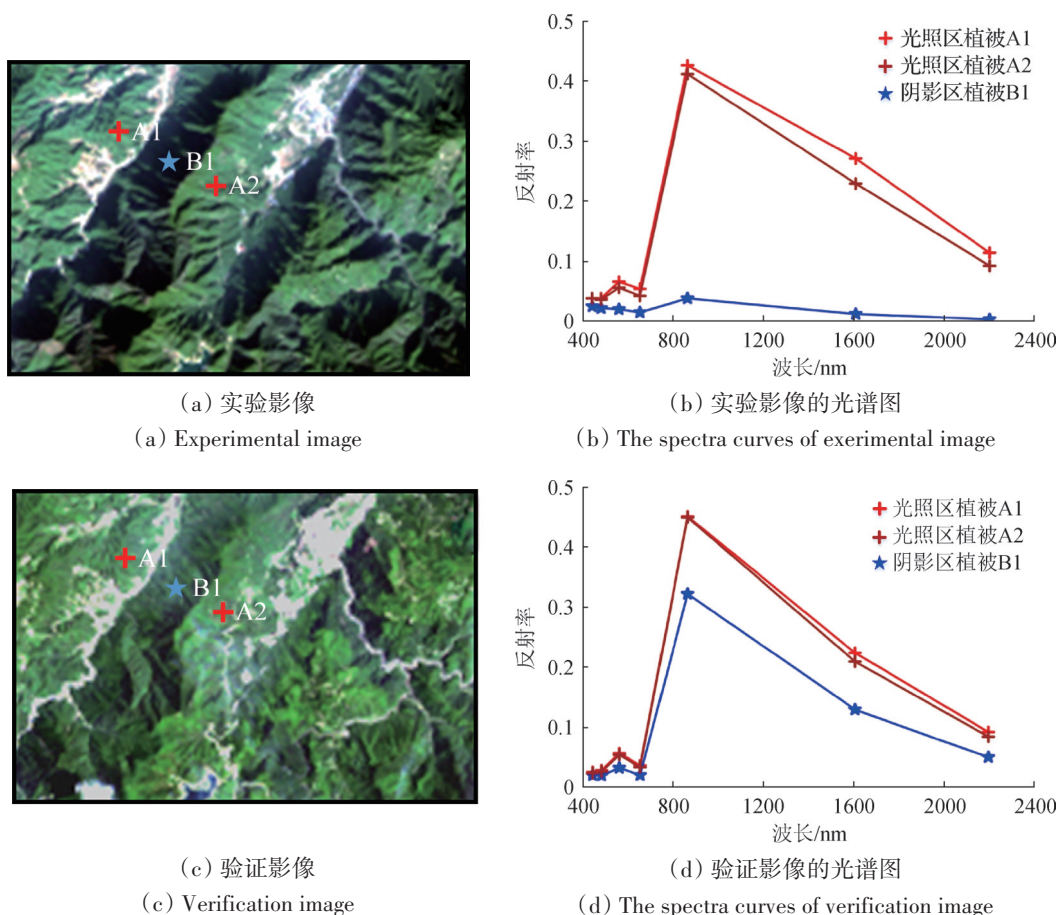 A1
B1
A2
(a) 实验影像
(a) Experimental image
0.5
0.4
0.3
0.2
0.1
0
反射率
400
800
1200
1600
2000
2400
波长/nm
光照区植被A1
光照区植被A2
阴影区植被B1
(b) 实验影像的光谱图
(b) The spectra curves of exerimental image
A1
B1
A2
(c) 验证影像
(c) Verification image
0.5
0.4
0.3
0.2
0.1
0
反射率
400
800
1200
1600
2000
2400
波长/nm
光照区植被A1
光照区植被A2
阴影区植被B1
(d) 验证影像的光谱图
(d) The spectra curves of verification image